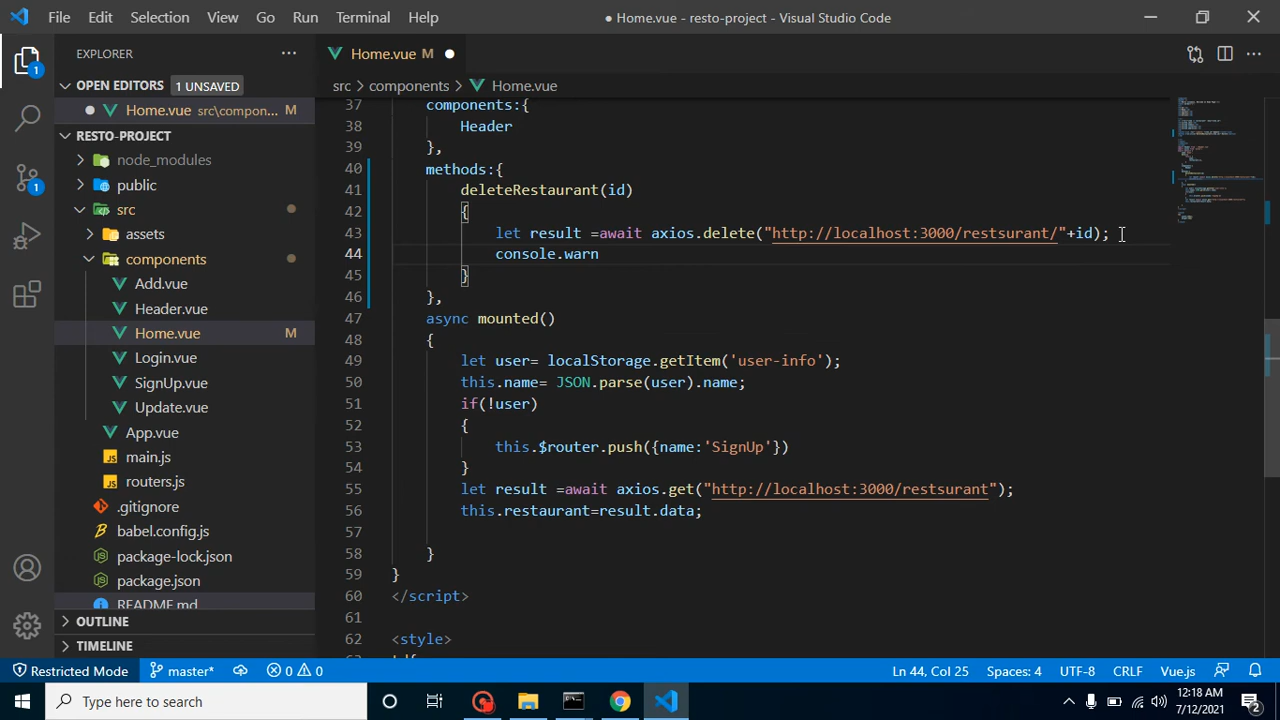 File Edit Selection View Go Run Terminal Help ● Home.vue - resto-project - Visual Studio Code
EXPLORER
OPEN EDITORS 1 UNSAVED
Home.vue src\compon... M
RESTO-PROJECT
node_modules
public
src
assets
components
Add.vue
Header.vue
Home.vue M
Login.vue
SignUp.vue
Update.vue
App.vue
main.js
routers.js
.gitignore
babel.config.js
package-lock.json
package.json
README.md
OUTLINE
TIMELINE
1
1
Home.vue M
src > components > Home.vue
37 components:{
38 Header
39 },
40 methods:{
41 deleteRestaurant(id)
42 {
43 let result =await axios.delete("http://localhost:3000/restsurant/"+id);
44 console.warn
45 }
46 },
47 async mounted()
48 {
49 let user= localStorage.getItem('user-info');
50 this.name= JSON.parse(user).name;
51 if(!user)
52 {
53 this.$router.push({name:'SignUp'})
54 }
55 let result =await axios.get("http://localhost:3000/restsurant");
56 this.restaurant=result.data;
57
58 }
59 }
60 </script>
61
62 <style>
Restricted Mode master* 0 0 Ln 44, Col 25 Spaces: 4 UTF-8 CRLF Vue.js
Type here to search
12:18 AM
7/12/2021
2